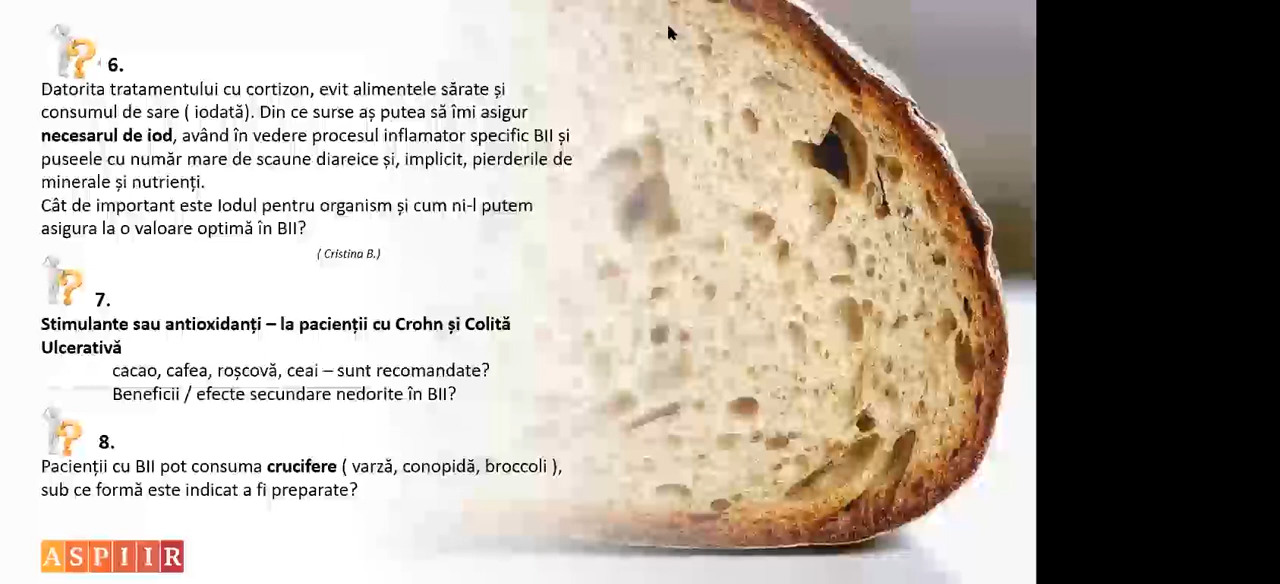 6.
Datorita tratamentului cu cortizon, evit alimentele sărate și
consumul de sare ( iodată). Din ce surse aș putea să îmi asigur
necesarul de iod, având în vedere procesul inflamator specific BII și
puseele cu număr mare de scaune diareice și, implicit, pierderile de
minerale și nutrienți.
Cât de important este Iodul pentru organism și cum ni-l putem
asigura la o valoare optimă în BII?
( Cristina B.)
7.
Stimulante sau antioxidanți – la pacienții cu Crohn și Colită
Ulcerativă
cacao, cafea, roșcovă, ceai – sunt recomandate?
Beneficii / efecte secundare nedorite în BII?
8.
Pacienții cu BII pot consuma crucifere ( varză, conopidă, broccoli ),
sub ce formă este indicat a fi preparate?
ASPIIR